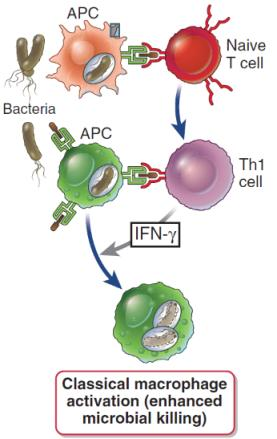 APC
Naive
T cell
Bacteria
APC
Th1
cell
IFN-γ
Classical macrophage
activation (enhanced
microbial killing)